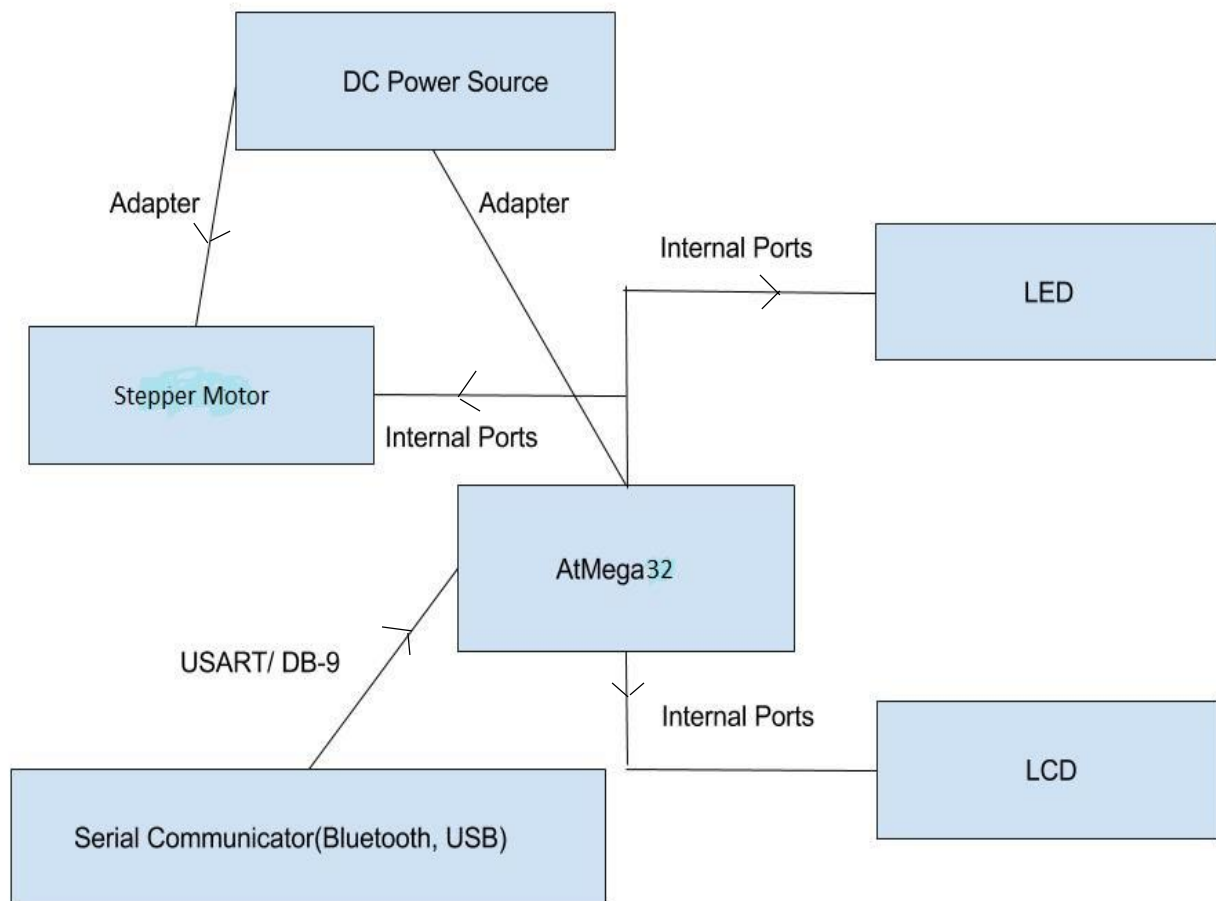 DC Power Source
Adapter
Adapter
Internal Ports
LED
Stepper Motor
Internal Ports
AtMega32
USART/ DB-9
Internal Ports
LCD
Serial Communicator(Bluetooth, USB)